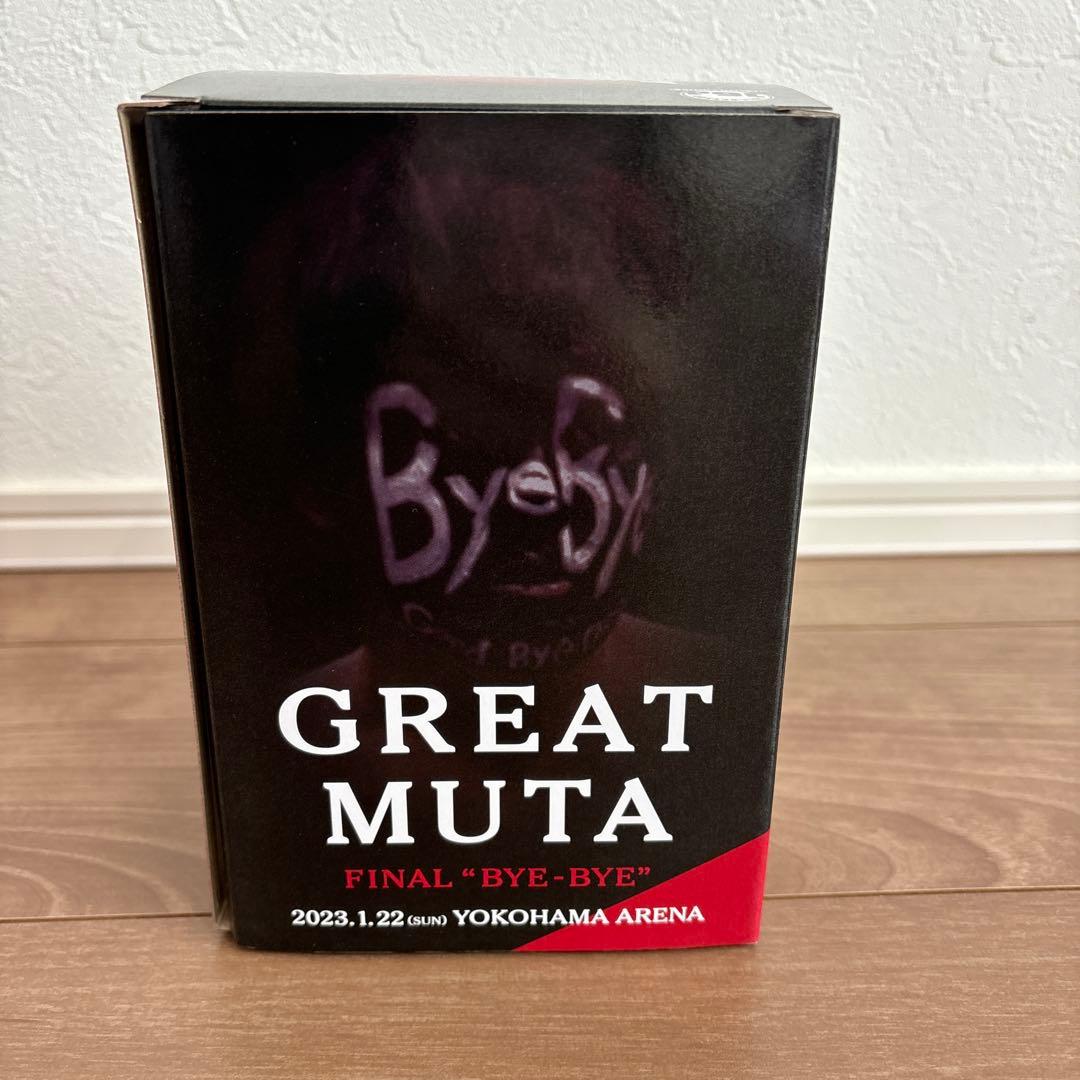 ByeBye
GREAT
MUTA
FINAL “BYE-BYE”
2023.1.22(SUN) YOKOHAMA ARENA